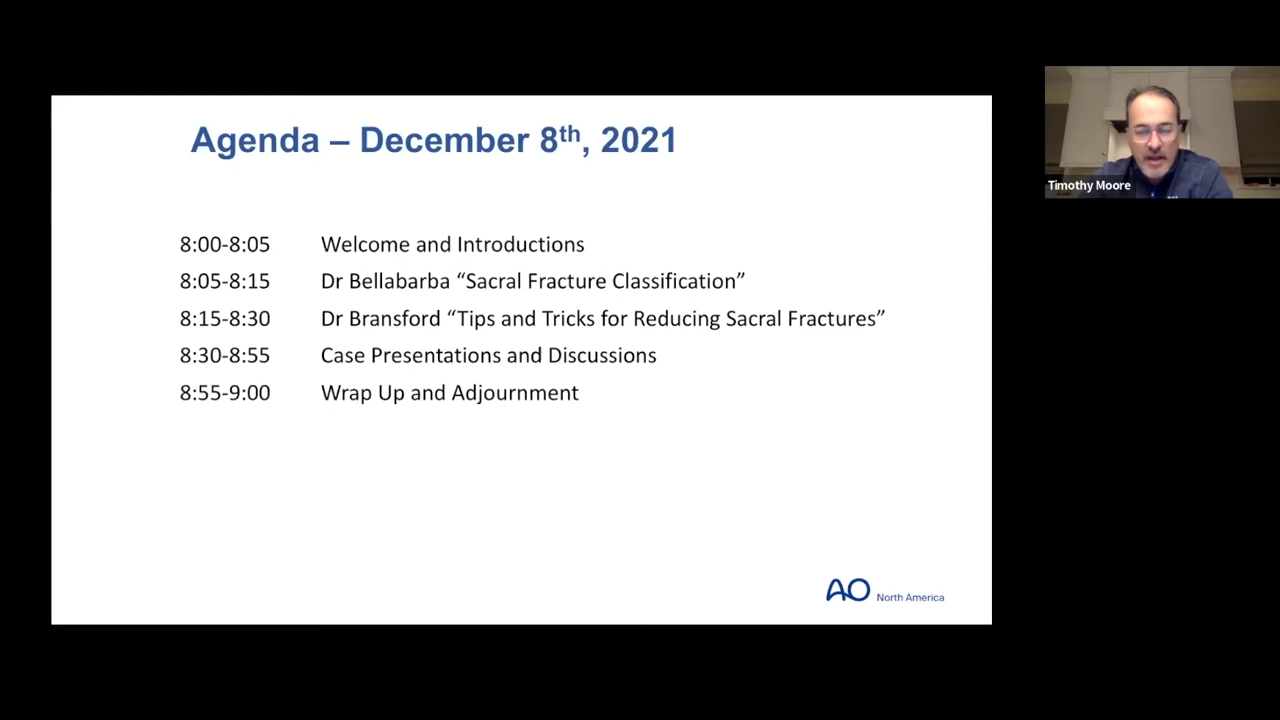 Agenda – December 8th, 2021
Timothy Moore
8:00-8:05 Welcome and Introductions
8:05-8:15 Dr Bellabarba “Sacral Fracture Classification”
8:15-8:30 Dr Bransford “Tips and Tricks for Reducing Sacral Fractures”
8:30-8:55 Case Presentations and Discussions
8:55-9:00 Wrap Up and Adjournment
AO North America